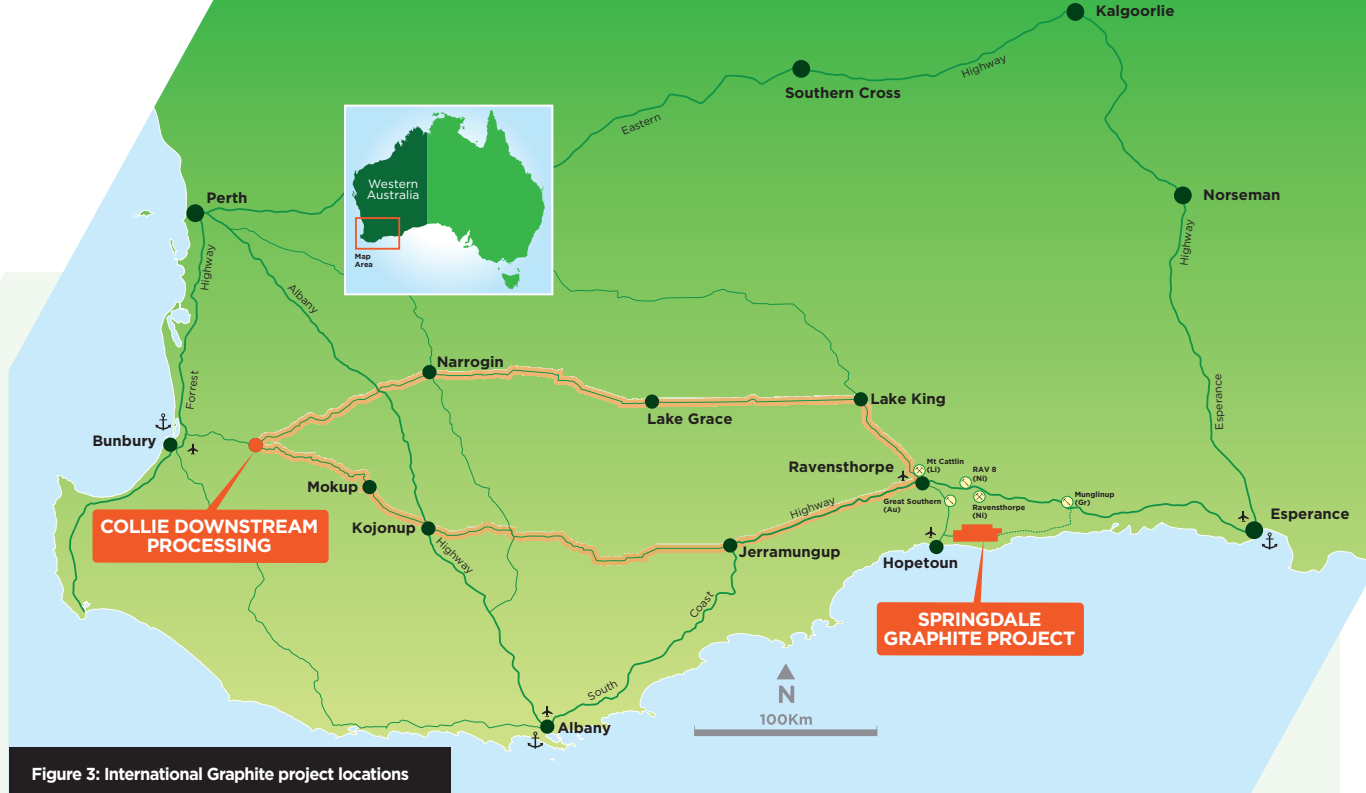 Kalgoorlie
Highway
Southern Cross
Eastern
Western
Australia
Map
Area
Perth
Norseman
Highway
Highway
Albany
Narrogin
Forrest
Esperance
Lake King
Lake Grace
Bunbury
Ravensthorpe
Mt Cattlin
(Li)
RAV 8
(Ni)
Mokup
Great Southern
(Au)
Ravensthorpe
(Ni)
Munglinup
(Gr)
Highway
Esperance
COLLIE DOWNSTREAM
PROCESSING
Kojonup
Highway
Jerramungup
Hopetoun
Coast
SPRINGDALE
GRAPHITE PROJECT
South
N
100Km
Albany
Figure 3: International Graphite project locations